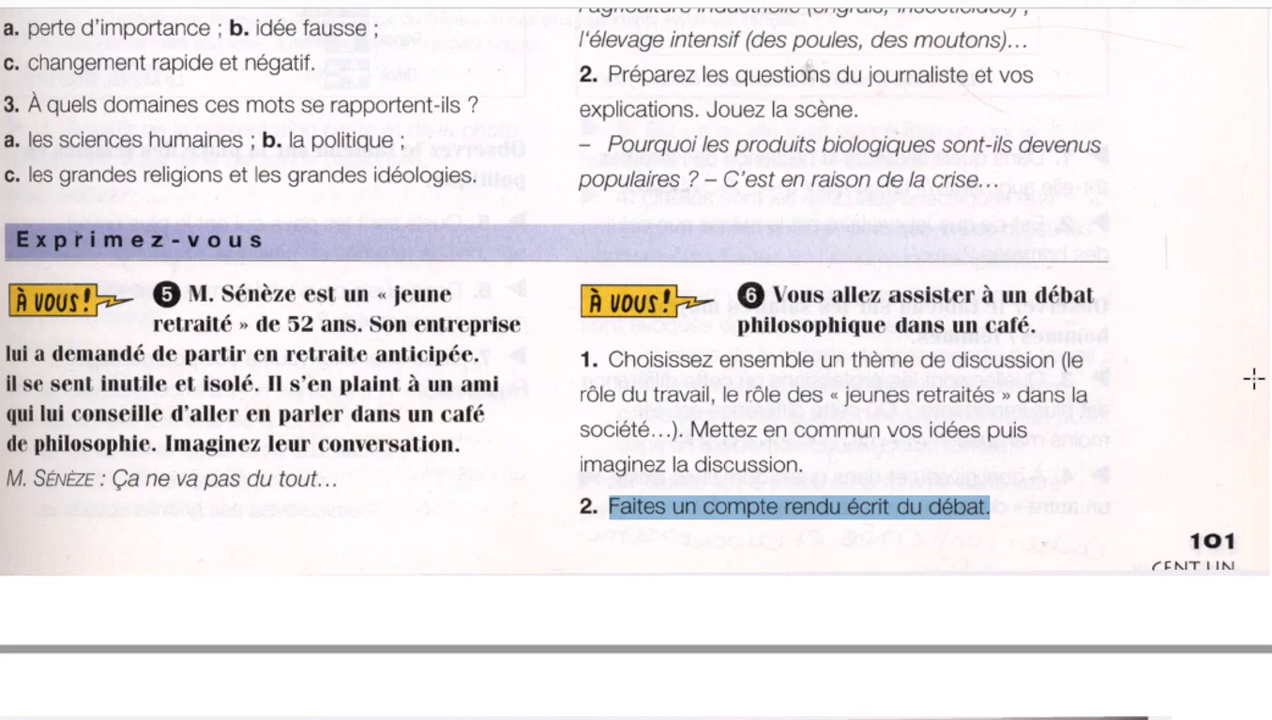 a. perte d'importance ; b. idée fausse ;
c. changement rapide et négatif.
3. À quels domaines ces mots se rapportent-ils ?
a. les sciences humaines ; b. la politique ;
c. les grandes religions et les grandes idéologies.
l'agriculture industrielle (engrais, insecticides) ;
l'élevage intensif (des poules, des moutons)...
2. Préparez les questions du journaliste et vos
explications. Jouez la scène.
– Pourquoi les produits biologiques sont-ils devenus
populaires ? – C'est en raison de la crise...
Exprimez-vous
À VOUS ! 5 M. Sénèze est un « jeune
retraité » de 52 ans. Son entreprise
lui a demandé de partir en retraite anticipée.
il se sent inutile et isolé. Il s'en plaint à un ami
qui lui conseille d'aller en parler dans un café
de philosophie. Imaginez leur conversation.
M. SÉNÈZE : Ça ne va pas du tout...
À VOUS ! 6 Vous allez assister à un débat
philosophique dans un café.
1. Choisissez ensemble un thème de discussion (le
rôle du travail, le rôle des « jeunes retraités » dans la
société...). Mettez en commun vos idées puis
imaginez la discussion.
2. Faites un compte rendu écrit du débat.
101
CENT UN